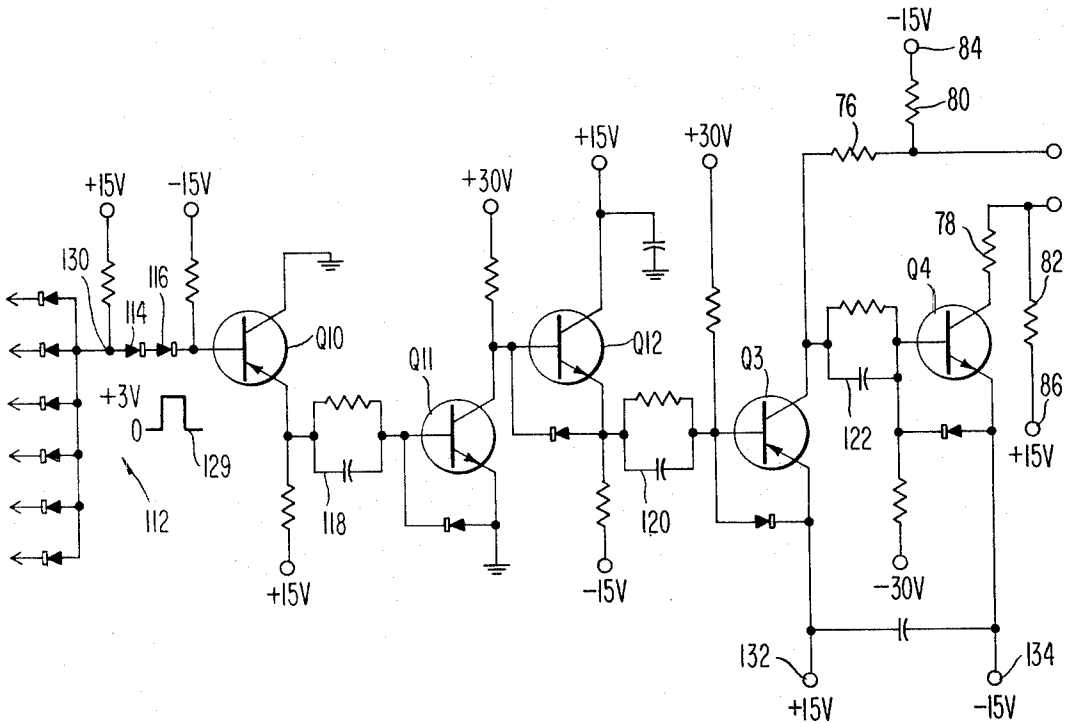 -15V
84
80
76
+15V
+30V
+15V
-15V
+30V
78
130
116
114
Q4
82
Q10
Q12
Q11
Q3
+3V
0
129
122
86
+15V
112
118
120
+15V
-15V
-30V
132
134
+15V
-15V